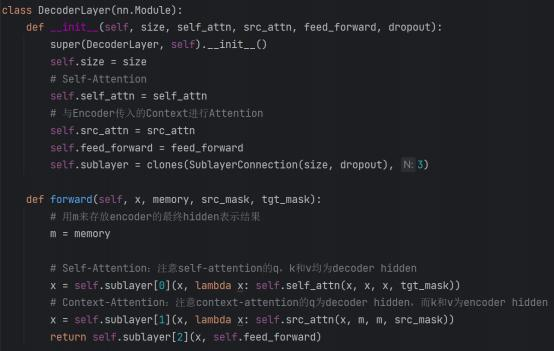 class DecoderLayer(nn.Module):
    def __init__(self, size, self_attn, src_attn, feed_forward, dropout):
        super(DecoderLayer, self).__init__()
        self.size = size
        # Self-Attention
        self.self_attn = self_attn
        # 与Encoder传入的Context进行Attention
        self.src_attn = src_attn
        self.feed_forward = feed_forward
        self.sublayer = clones(SublayerConnection(size, dropout), N: 3)
    def forward(self, x, memory, src_mask, tgt_mask):
        # 用m来存放encoder的最终hidden表示结果
        m = memory
        # Self-Attention：注意self-attention的q，k和v均为decoder hidden
        x = self.sublayer[0](x, lambda x: self.self_attn(x, x, x, tgt_mask))
        # Context-Attention：注意context-attention的q为decoder hidden，而k和v为encoder hidden
        x = self.sublayer[1](x, lambda x: self.src_attn(x, m, m, src_mask))
        return self.sublayer[2](x, self.feed_forward)